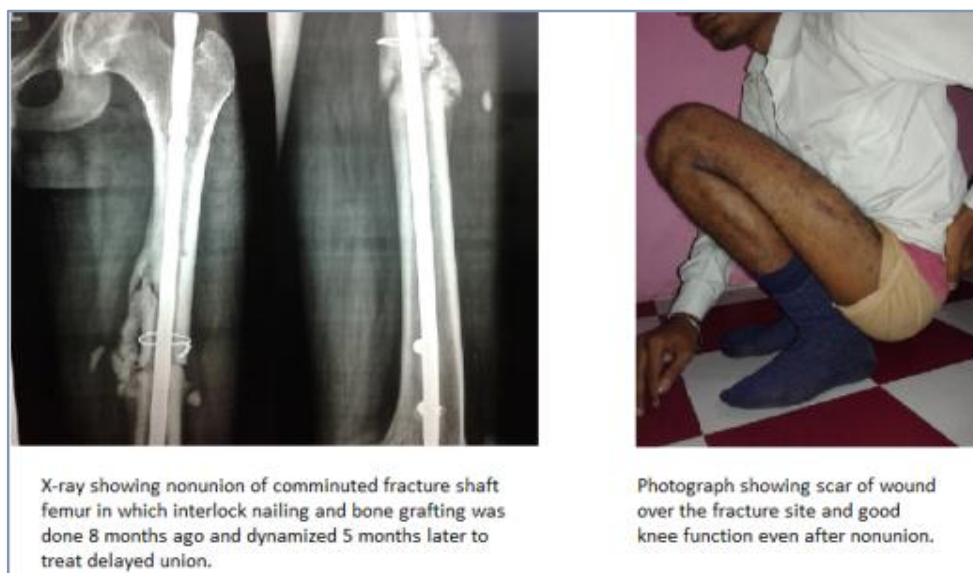 X-ray showing nonunion of comminuted fracture shaft
femur in which interlock nailing and bone grafting was
done 8 months ago and dynamized 5 months later to
treat delayed union.
Photograph showing scar of wound
over the fracture site and good
knee function even after nonunion.